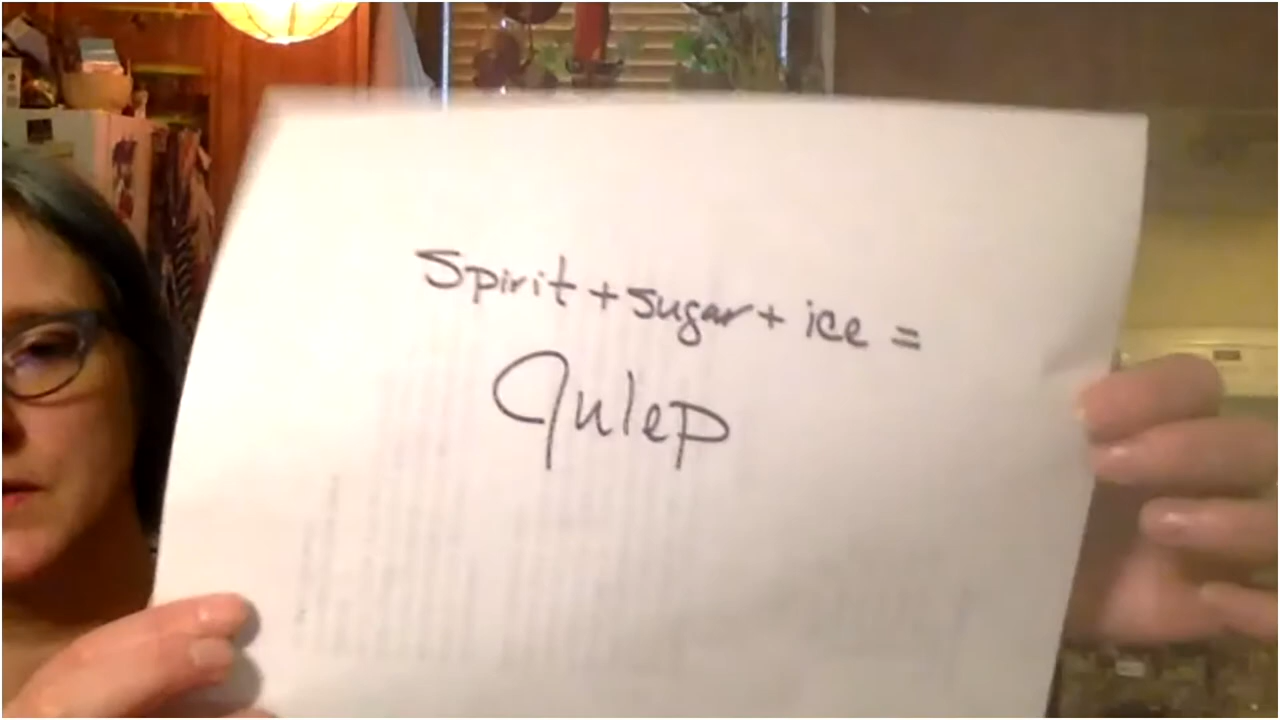 Spirit + sugar + ice =
Julep